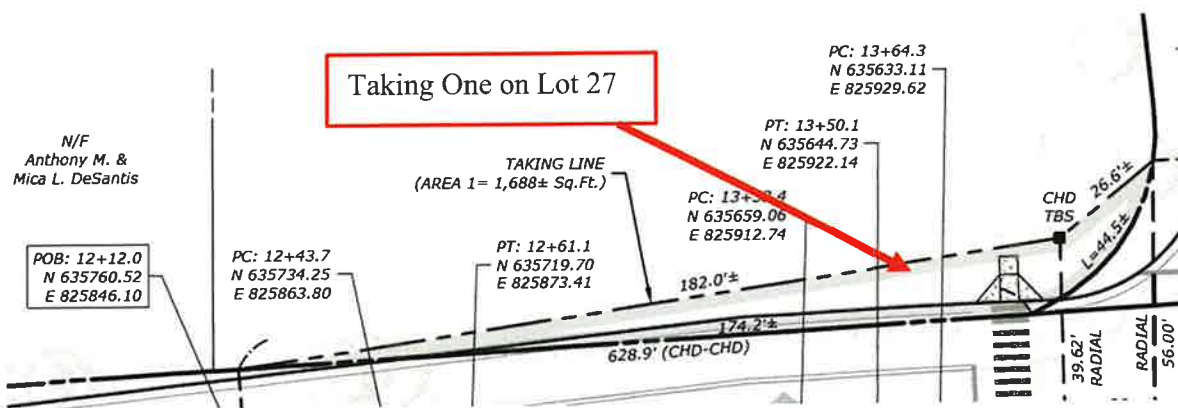 Taking One on Lot 27
PC: 13+64.3
N 635633.11
E 825929.62
PT: 13+50.1
N 635644.73
E 825922.14
N/F
Anthony M. &
Mica L. DeSantis
TAKING LINE
(AREA 1= 1,688± Sq.Ft.)
PC:
N 635659.06
E 825912.74
CHD
TBS
26.6'±
L=44.5±
POB: 12+12.0
N 635760.52
E 825846.10
PC: 12+43.7
N 635734.25
E 825863.80
PT: 12+61.1
N 635719.70
E 825873.41
182.0'±
174.2'±
628.9' (CHD-CHD)
39.62'
RADIAL
RADIAL
56.00'